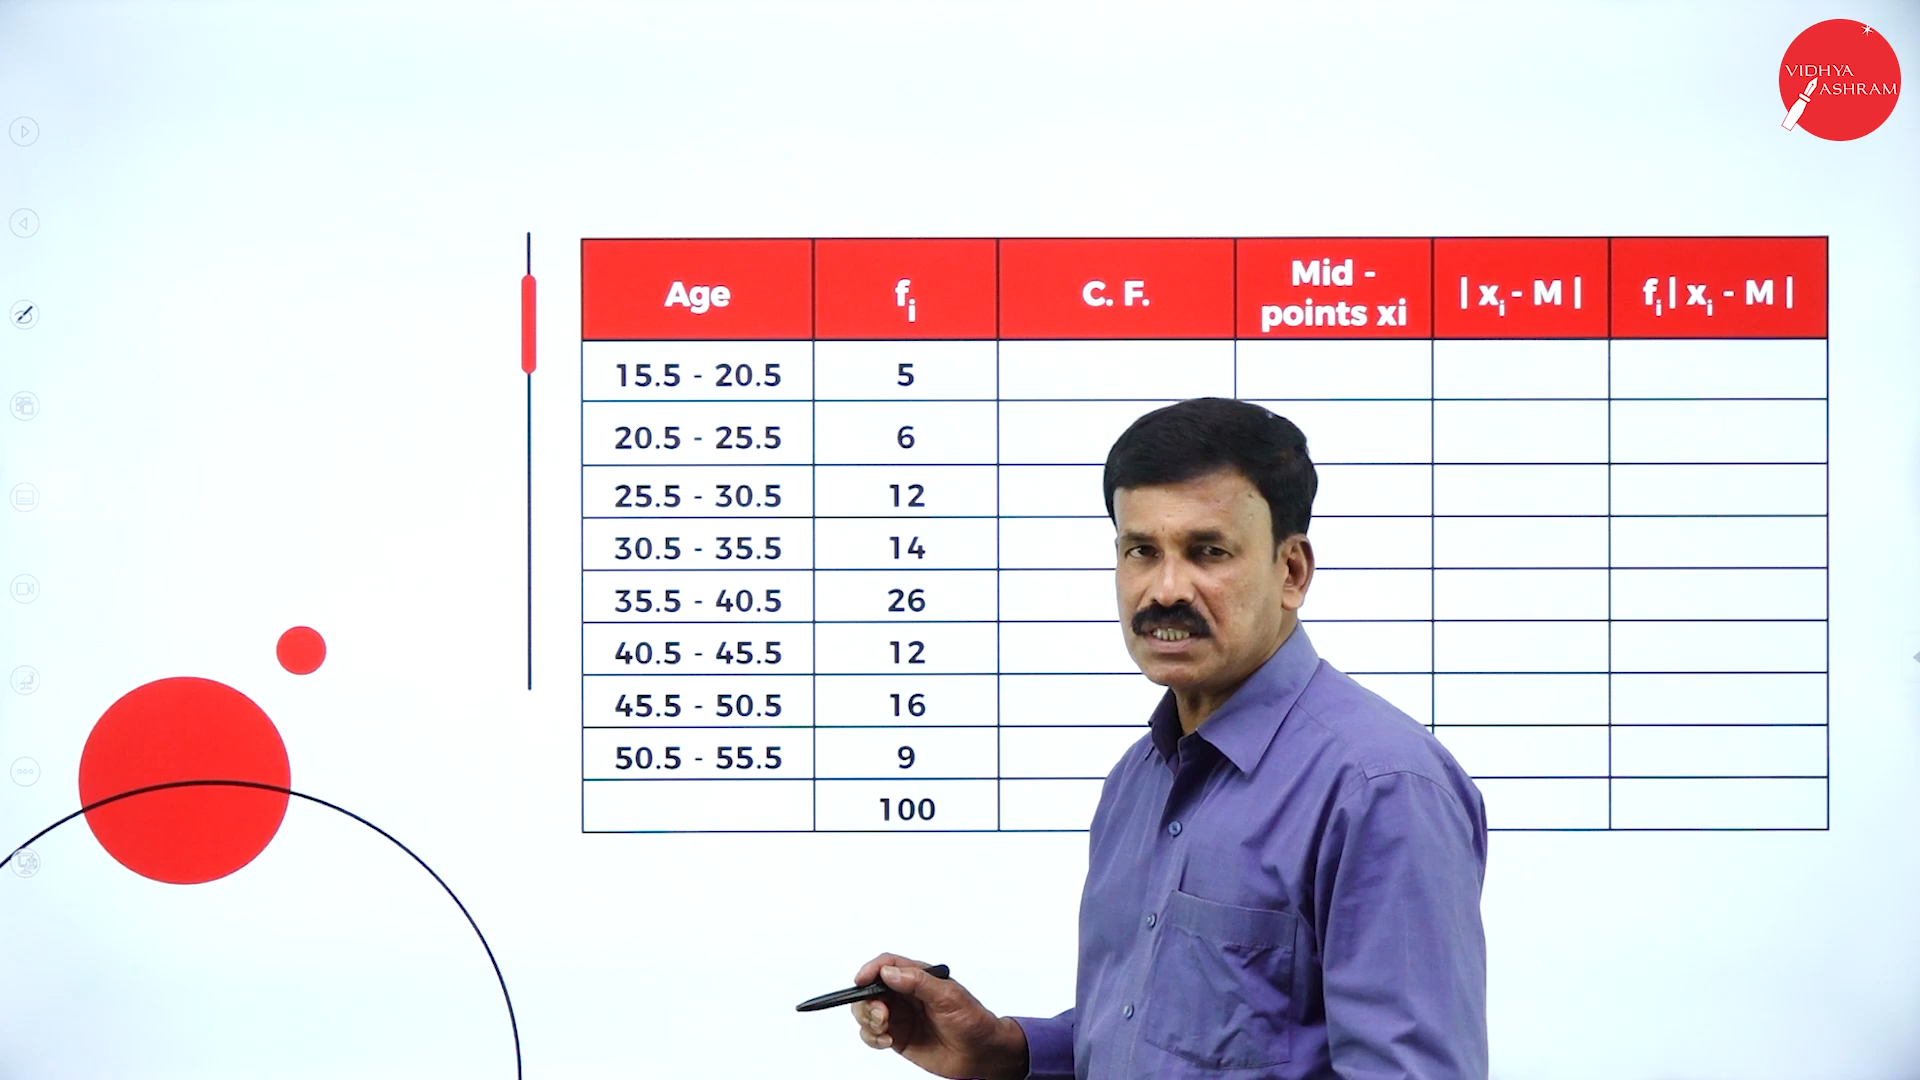 VIDHYA
ASHRAM
Age fi C. F. Mid - points xi | xi - M | fi | xi - M |
15.5 - 20.5 5
20.5 - 25.5 6
25.5 - 30.5 12
30.5 - 35.5 14
35.5 - 40.5 26
40.5 - 45.5 12
45.5 - 50.5 16
50.5 - 55.5 9
100